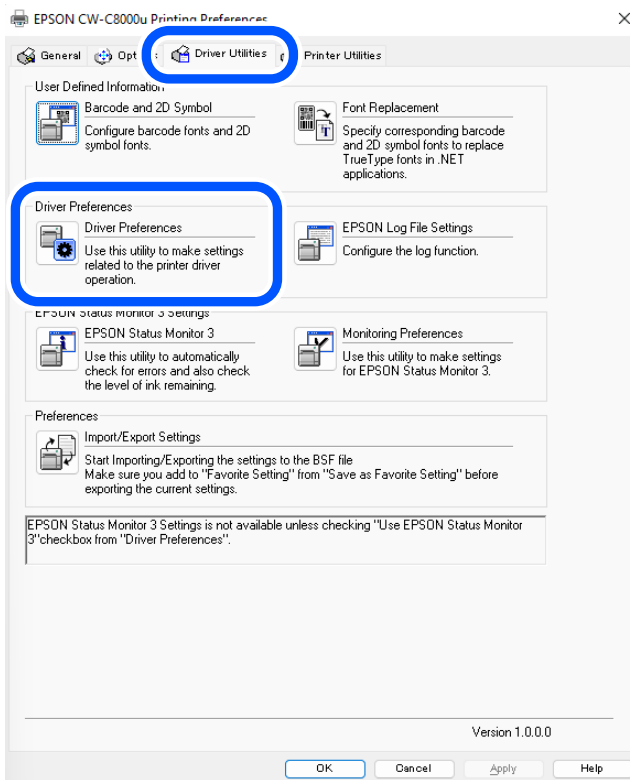 EPSON CW-C8000u Printing Preferences
General
Driver Utilities
Printer Utilities
User Defined Information
Barcode and 2D Symbol
Configure barcode fonts and 2D
symbol fonts.
Font Replacement
Specify corresponding barcode
and 2D symbol fonts to replace
TrueType fonts in .NET
applications.
Driver Preferences
Driver Preferences
Use this utility to make settings
related to the printer driver
operation.
EPSON Log File Settings
Configure the log function.
EPSON Status Monitor 3 Settings
EPSON Status Monitor 3
Use this utility to automatically
check for errors and also check
the level of ink remaining.
Monitoring Preferences
Use this utility to make settings
for EPSON Status Monitor 3.
Preferences
Import/Export Settings
Start Importing/Exporting the settings to the BSF file
Make sure you add to "Favorite Setting" from "Save as Favorite Setting" before
exporting the current settings.
EPSON Status Monitor 3 Settings is not available unless checking "Use EPSON Status Monitor
3"checkbox from "Driver Preferences".
Version 1.0.0.0
OK
Cancel
Apply
Help